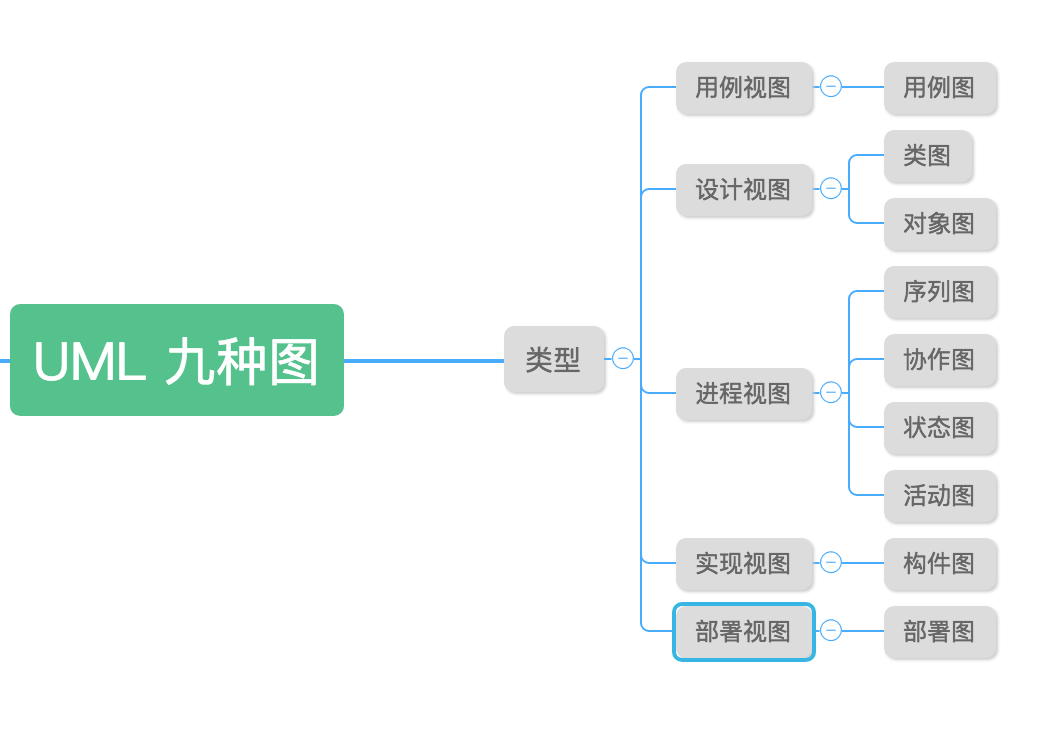 UML 九种图
类型
用例视图
用例图
设计视图
类图
对象图
进程视图
序列图
协作图
状态图
活动图
实现视图
构件图
部署视图
部署图